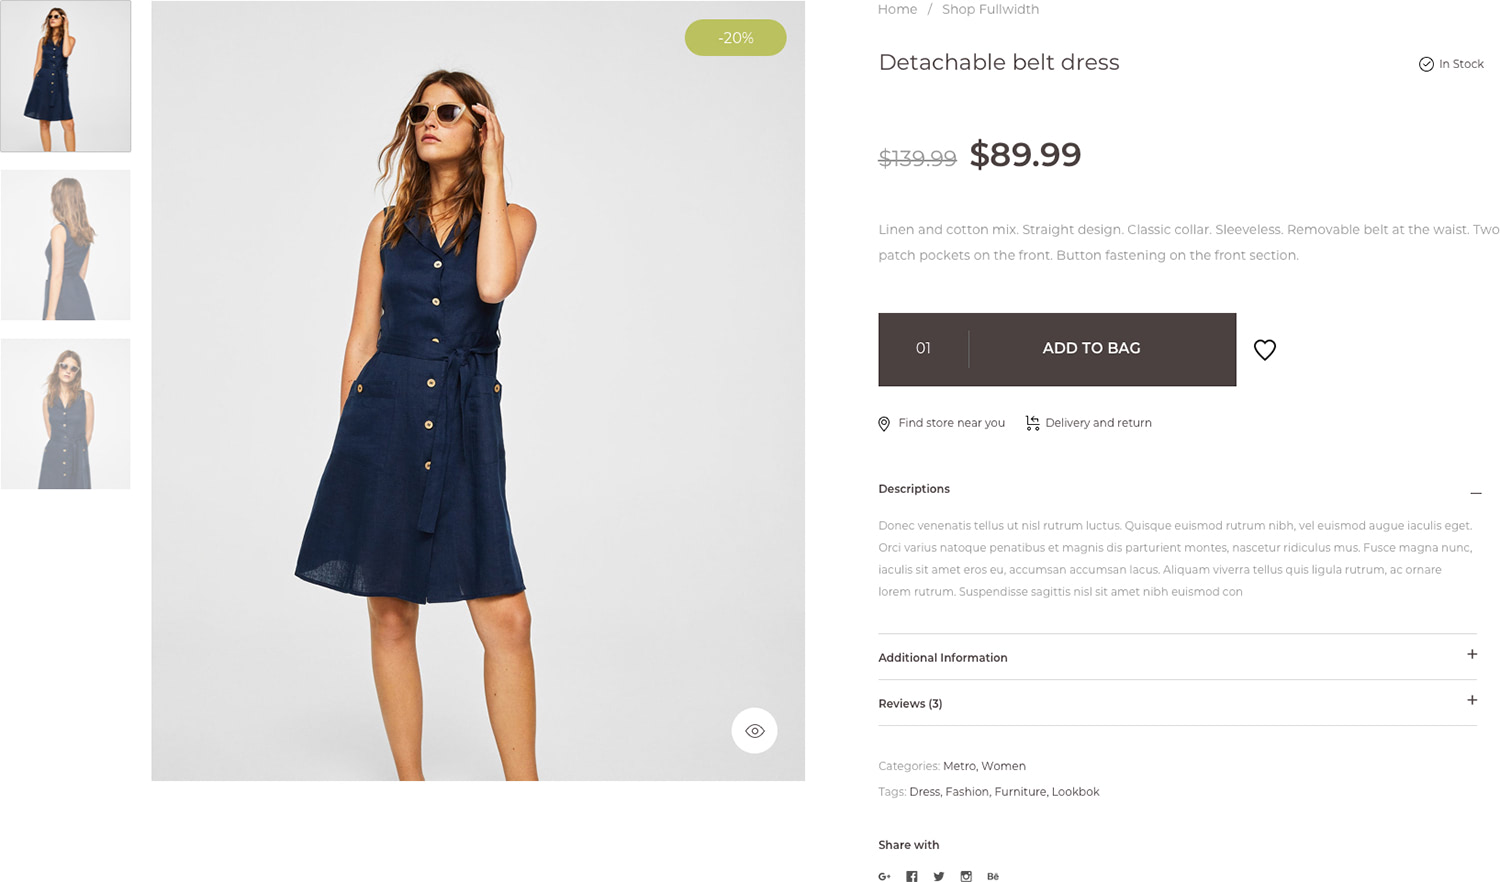 -20%
Home / Shop Fullwidth
Detachable belt dress
In Stock
$139.99 $89.99
Linen and cotton mix. Straight design. Classic collar. Sleeveless. Removable belt at the waist. Two
patch pockets on the front. Button fastening on the front section.
01 ADD TO BAG
Find store near you Delivery and return
Descriptions
Donec venenatis tellus ut nisl rutrum luctus. Quisque euismod rutrum nibh, vel euismod augue iaculis eget.
Orci varius natoque penatibus et magnis dis parturient montes, nascetur ridiculus mus. Fusce magna nunc,
iaculis sit amet eros eu, accumsan accumsan lacus. Aliquam viverra tellus quis ligula rutrum, ac ornare
lorem rutrum. Suspendisse sagittis nisl sit amet nibh euismod con
Additional Information
Reviews (3)
Categories: Metro, Women
Tags: Dress, Fashion, Furniture, Lookbok
Share with
G+ Bē